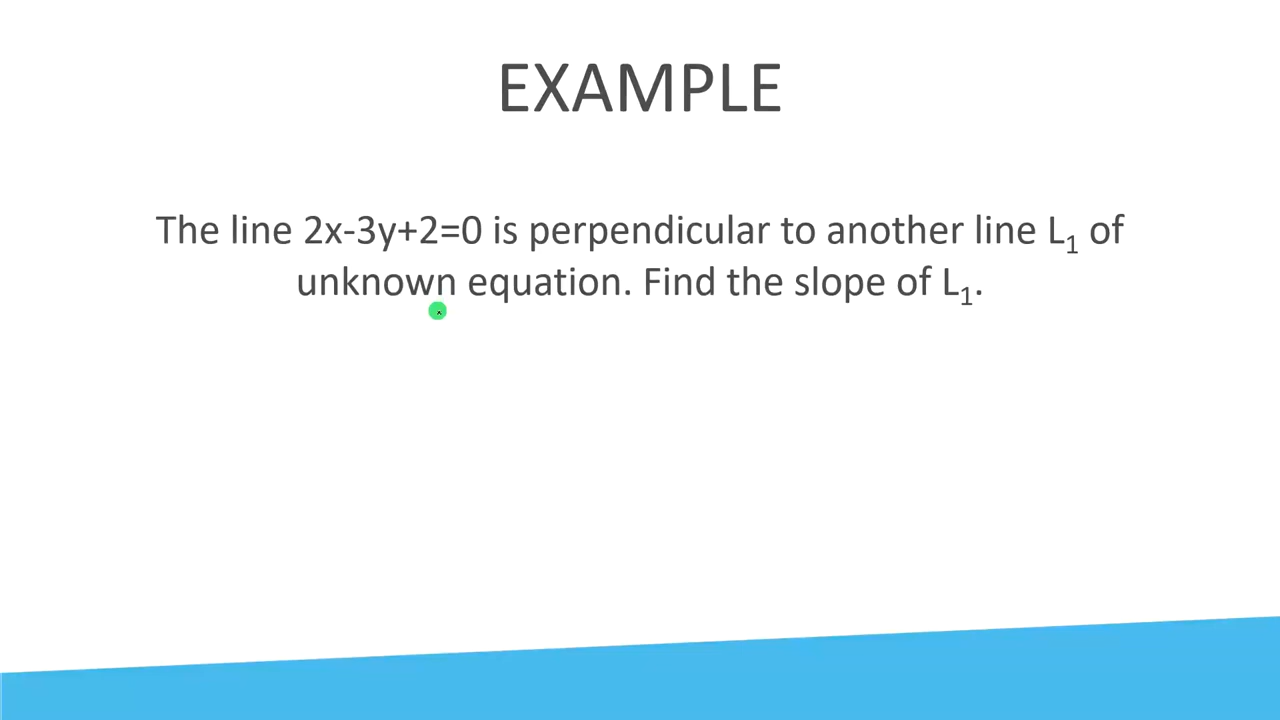 EXAMPLE
The line 2x-3y+2=0 is perpendicular to another line L₁ of
unknown equation. Find the slope of L₁.